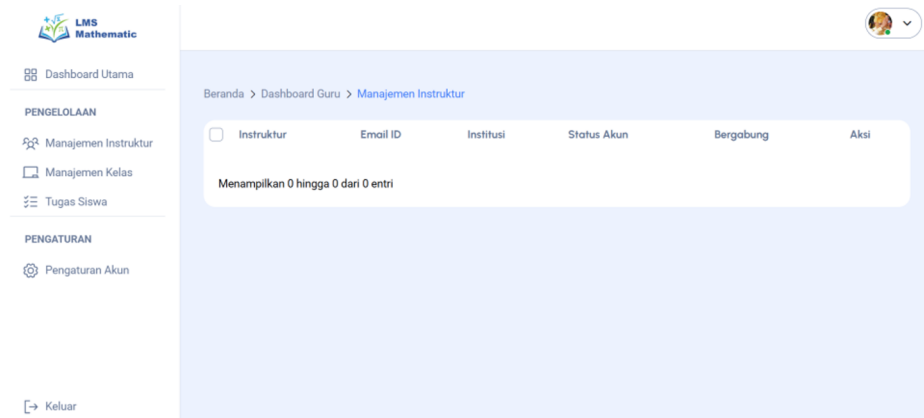 LMS
Mathematic
Dashboard Utama
PENGELOLAAN
Manajemen Instruktur
Manajemen Kelas
Tugas Siswa
PENGATURAN
Pengaturan Akun
Keluar
Beranda > Dashboard Guru > Manajemen Instruktur
Instruktur Email ID Institusi Status Akun Bergabung Aksi
Menampilkan 0 hingga 0 dari 0 entri